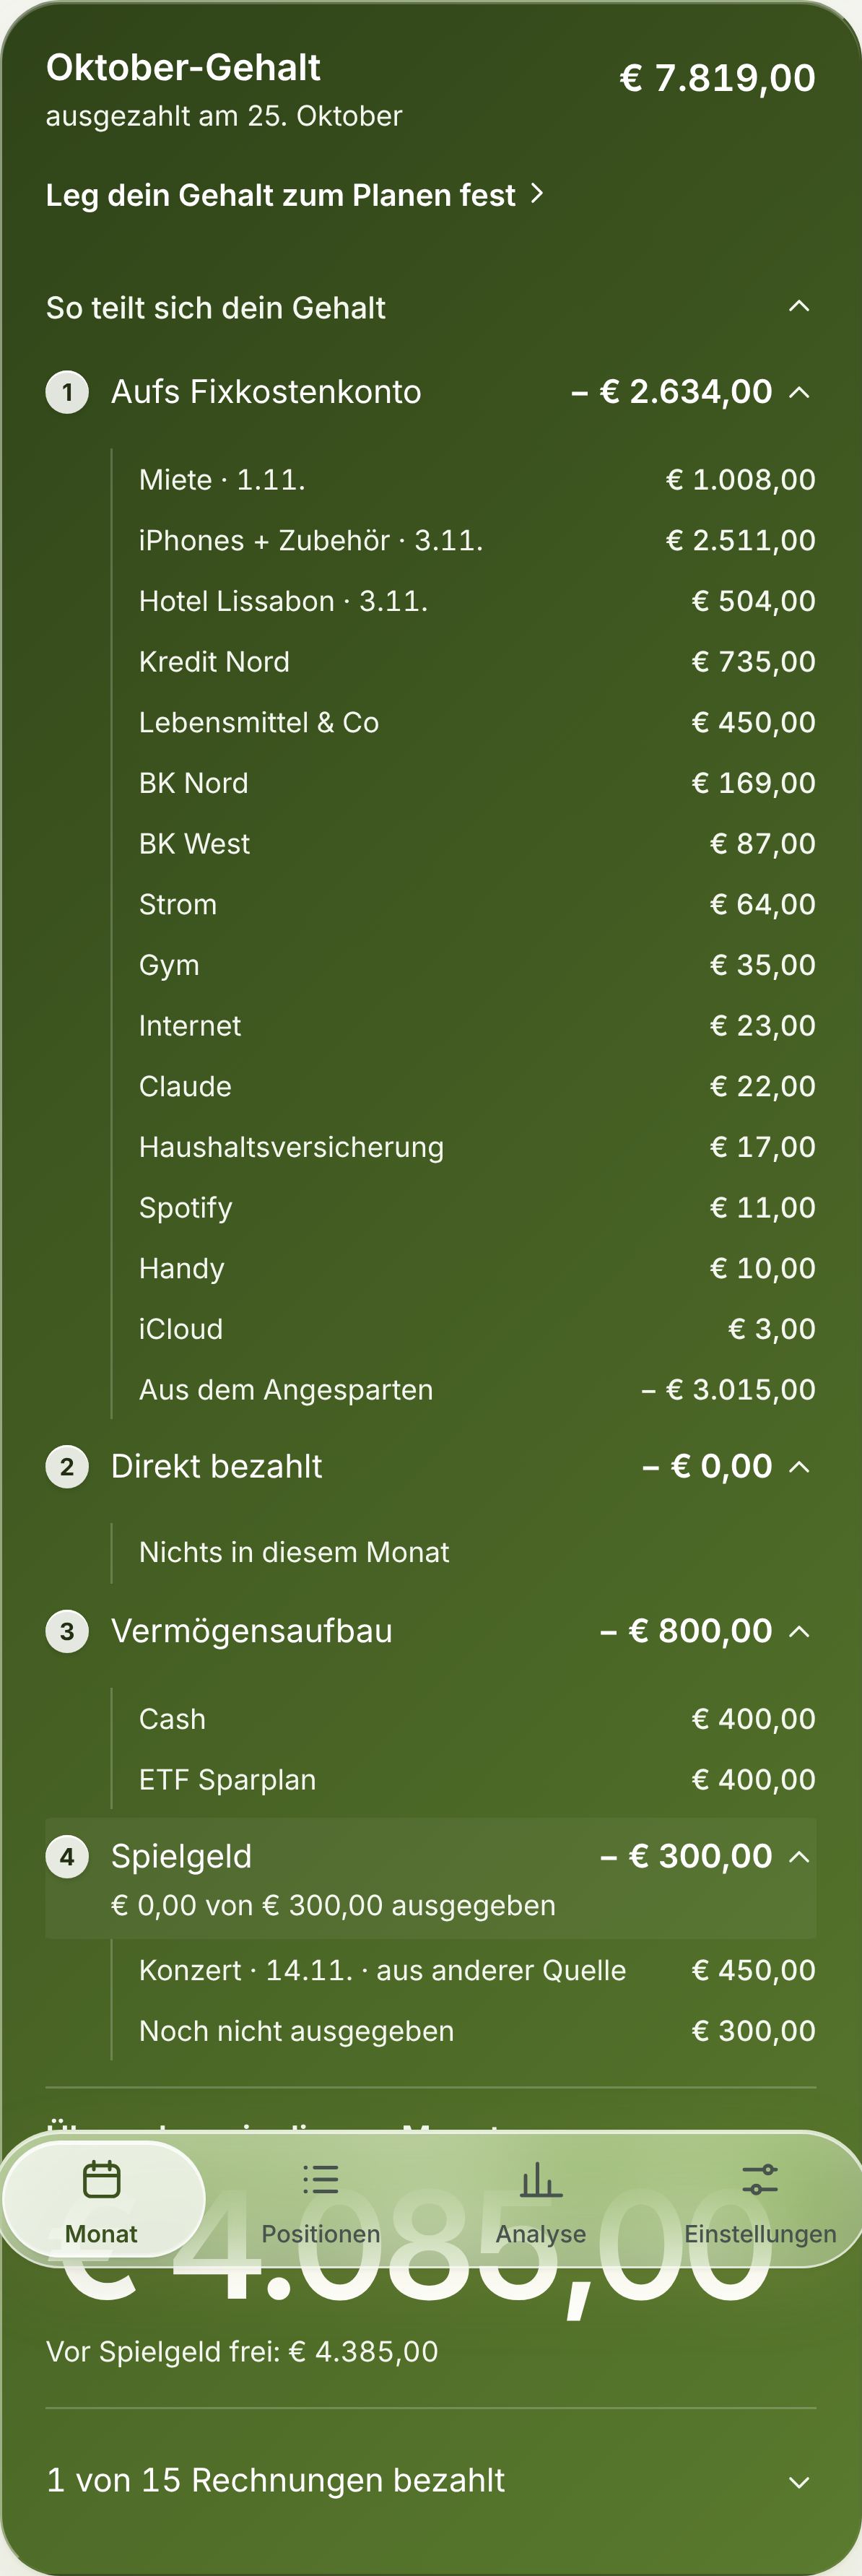 Oktober-Gehalt
€ 7.819,00
ausgezahlt am 25. Oktober
Leg dein Gehalt zum Planen fest
So teilt sich dein Gehalt
1 Aufs Fixkostenkonto – € 2.634,00
Miete · 1.11. € 1.008,00
iPhones + Zubehör · 3.11. € 2.511,00
Hotel Lissabon · 3.11. € 504,00
Kredit Nord € 735,00
Lebensmittel & Co € 450,00
BK Nord € 169,00
BK West € 87,00
Strom € 64,00
Gym € 35,00
Internet € 23,00
Claude € 22,00
Haushaltsversicherung € 17,00
Spotify € 11,00
Handy € 10,00
iCloud € 3,00
Aus dem Angesparten – € 3.015,00
2 Direkt bezahlt – € 0,00
Nichts in diesem Monat
3 Vermögensaufbau – € 800,00
Cash € 400,00
ETF Sparplan € 400,00
4 Spielgeld – € 300,00
€ 0,00 von € 300,00 ausgegeben
Konzert · 14.11. · aus anderer Quelle € 450,00
Noch nicht ausgegeben € 300,00
Monat Positionen Analyse Einstellungen
€ 4.085,00
Vor Spielgeld frei: € 4.385,00
1 von 15 Rechnungen bezahlt